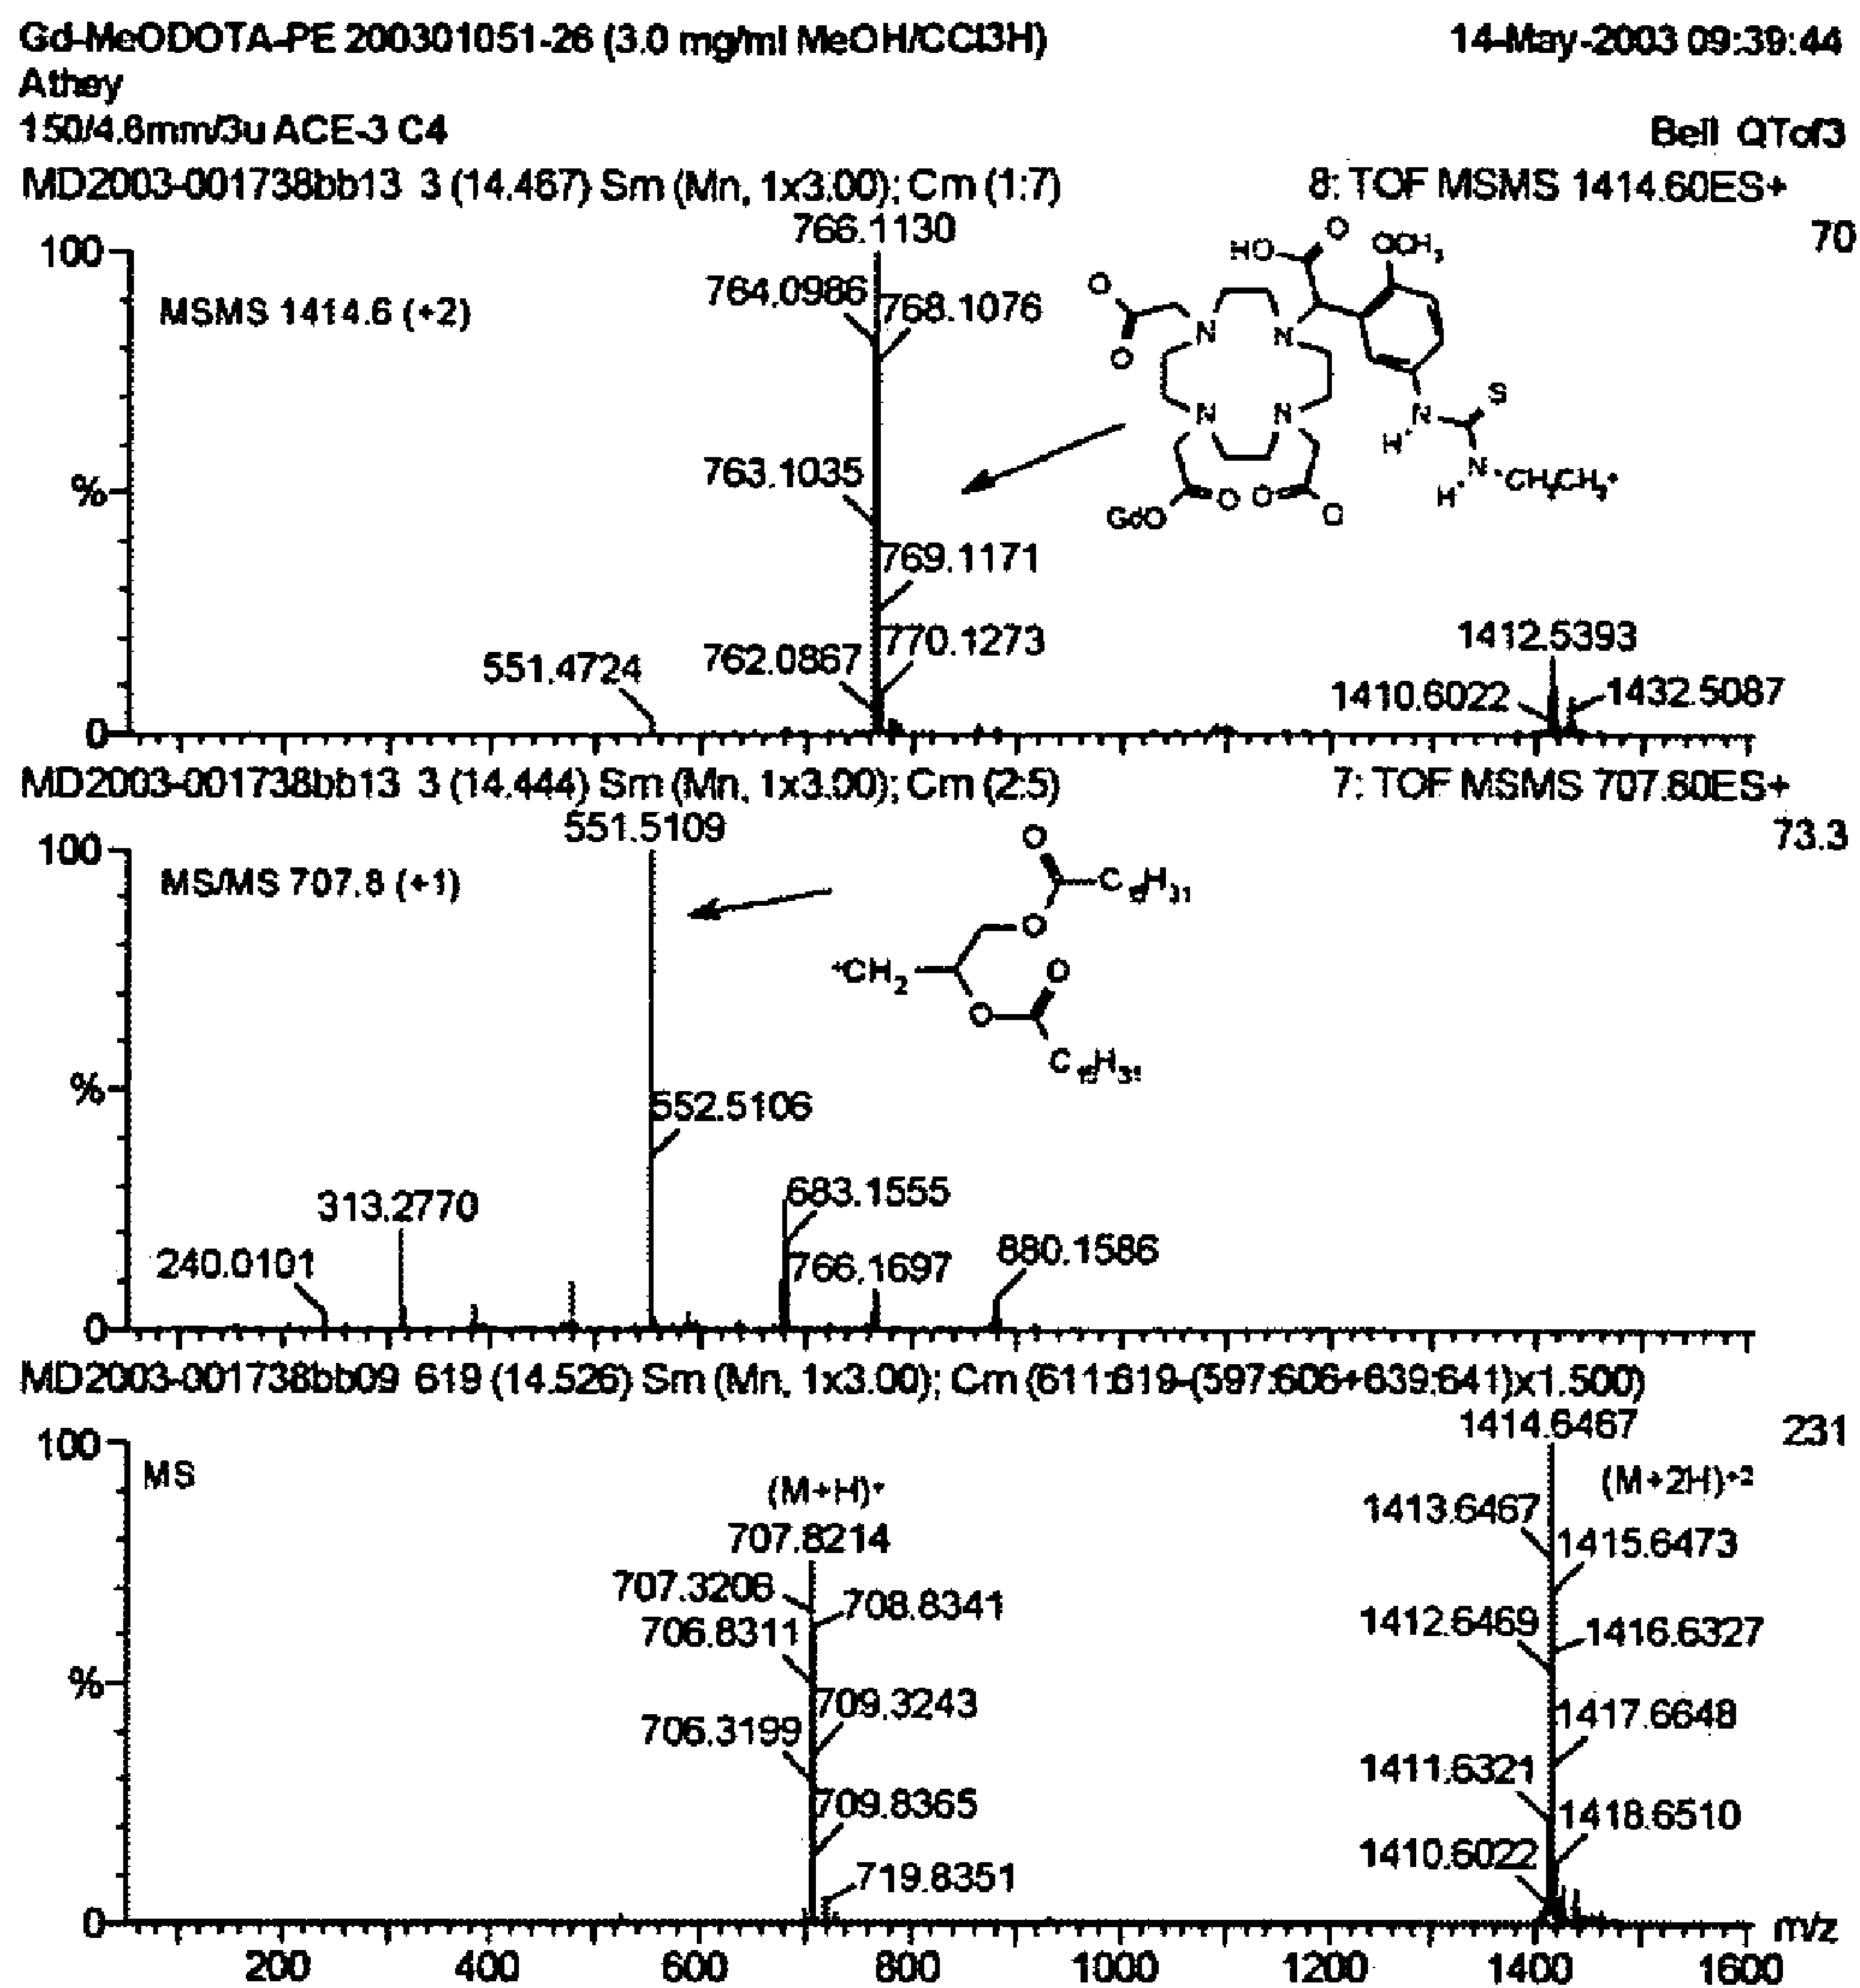 Gd-MeODOTA-PE 200301051-26 (3.0 mg/ml MeOH/CCl3H) 14-May-2003 09:39:44
Athey
150/4.6mm/3u ACE-3 C4 Bell QTof3
MD2003-001738bb13 3 (14.467) Sm (Mn, 1x3.00); Cm (1:7) 8: TOF MSMS 1414.60ES+
766.1130 70
100
MSMS 1414.6 (+2)
764.0986 768.1076
HO O OCH3
O O N N
N N
N H S
N H CH2CH2+
GdO O O O
763.1035
%
769.1171
770.1273
762.0867
551.4724
1412.5393
1410.6022 1432.5087
0
MD2003-001738bb13 3 (14.444) Sm (Mn, 1x3.00); Cm (2:5) 7: TOF MSMS 707.80ES+
551.5109 73.3
100
MS/MS 707.8 (+1)
O
C15H31
O
+CH2 O
O
C15H31
%
552.5106
313.2770 683.1555
240.0101 766.1697 880.1586
0
MD2003-001738bb09 619 (14.526) Sm (Mn, 1x3.00); Cm (611:619-(597:606+639:641)x1.500)
1414.6467 231
100
MS
(M+H)+ (M+2H)+2
707.8214 1413.6467
1415.6473
707.3206 708.8341
706.8311 1412.6469 1416.6327
%
709.3243 1417.6648
706.3199
1411.6321
709.8365 1418.6510
719.8351 1410.6022
0 m/z
200 400 600 800 1000 1200 1400 1600